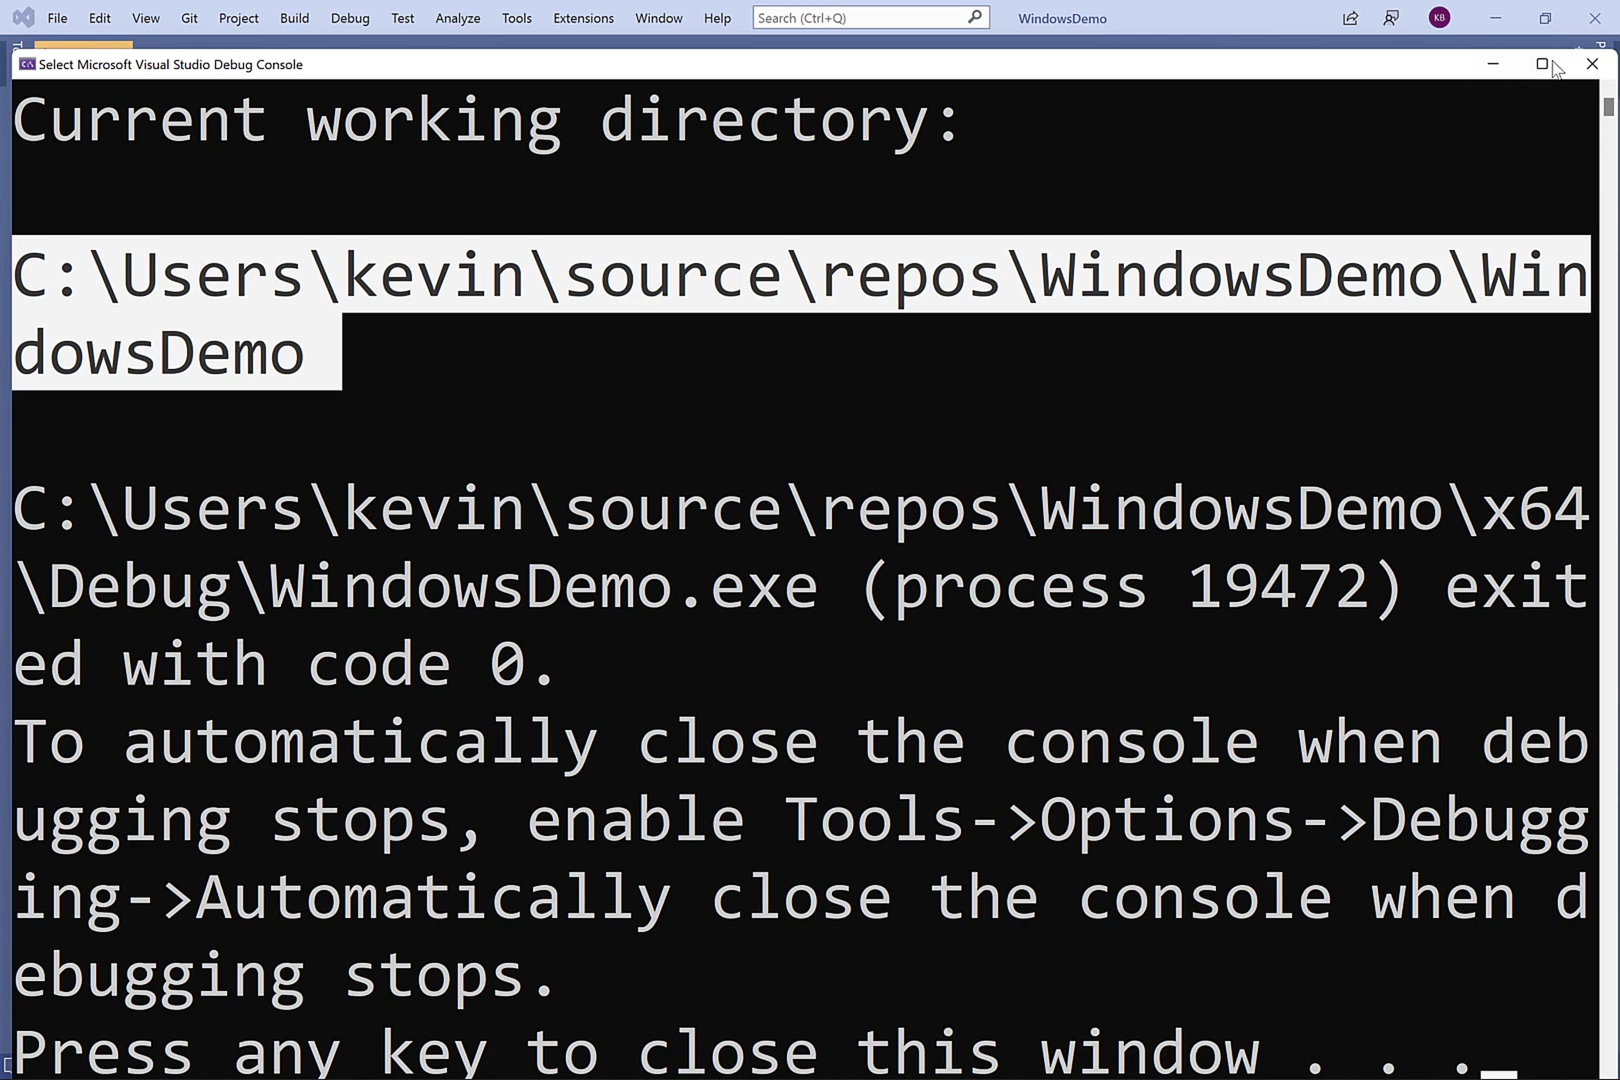 File Edit View Git Project Build Debug Test Analyze Tools Extensions Window Help Search (Ctrl+Q) WindowsDemo KB
Select Microsoft Visual Studio Debug Console
Current working directory:
C:\Users\kevin\source\repos\WindowsDemo\Win
dowsDemo
C:\Users\kevin\source\repos\WindowsDemo\x64
\Debug\WindowsDemo.exe (process 19472) exit
ed with code 0.
To automatically close the console when deb
ugging stops, enable Tools->Options->Debugg
ing->Automatically close the console when d
ebugging stops.
Press any key to close this window . . .